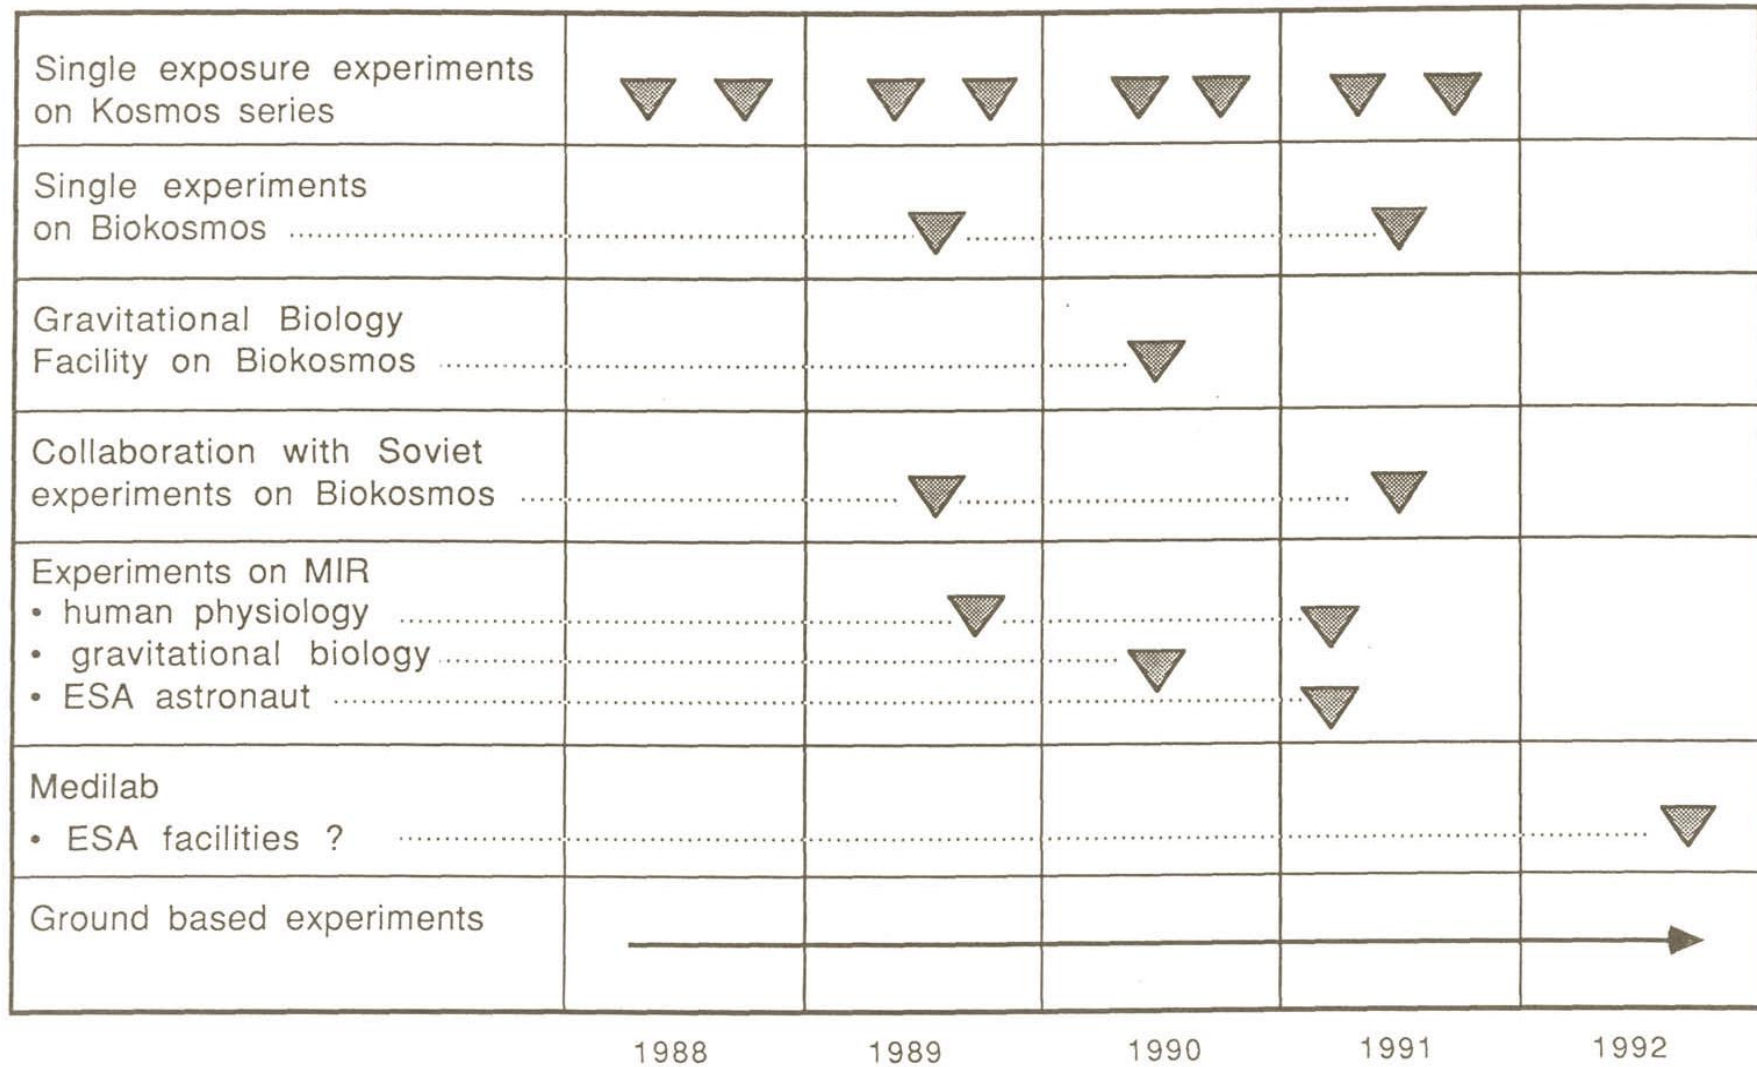 Single exposure experiments
on Kosmos series
Single experiments
on Biokosmos
Gravitational Biology
Facility on Biokosmos
Collaboration with Soviet
experiments on Biokosmos
Experiments on MIR
• human physiology
• gravitational biology
• ESA astronaut
Medilab
• ESA facilities ?
Ground based experiments
1988 1989 1990 1991 1992